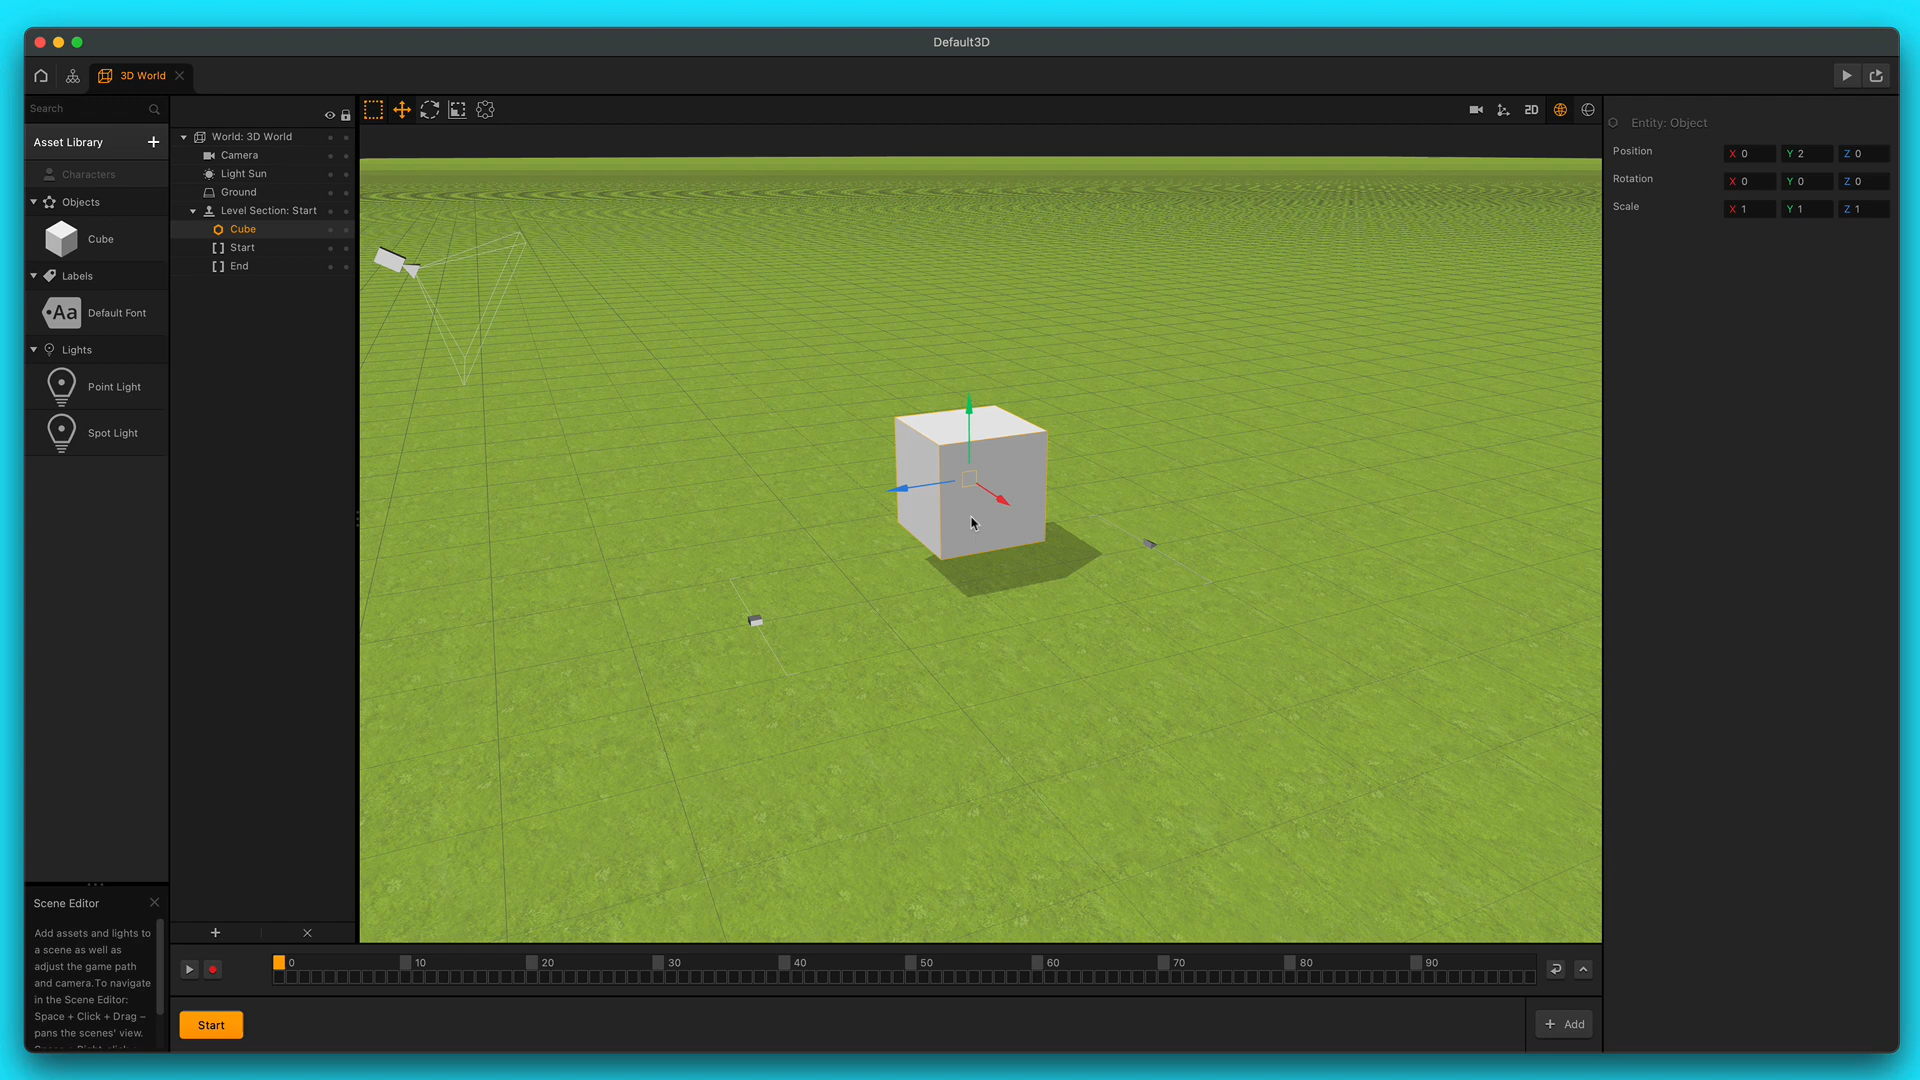 Default3D
3D World
Search
Asset Library
Characters
Objects
Cube
Labels
Aa Default Font
Lights
Point Light
Spot Light
World: 3D World
Camera
Light Sun
Ground
Level Section: Start
Cube
Start
End
2D
Entity: Object
Position X 0 Y 2 Z 0
Rotation X 0 Y 0 Z 0
Scale X 1 Y 1 Z 1
Scene Editor
Add assets and lights to
a scene as well as
adjust the game path
and camera.To navigate
in the Scene Editor:
Space + Click + Drag –
pans the scenes' view.
0 10 20 30 40 50 60 70 80 90
Start
+ Add